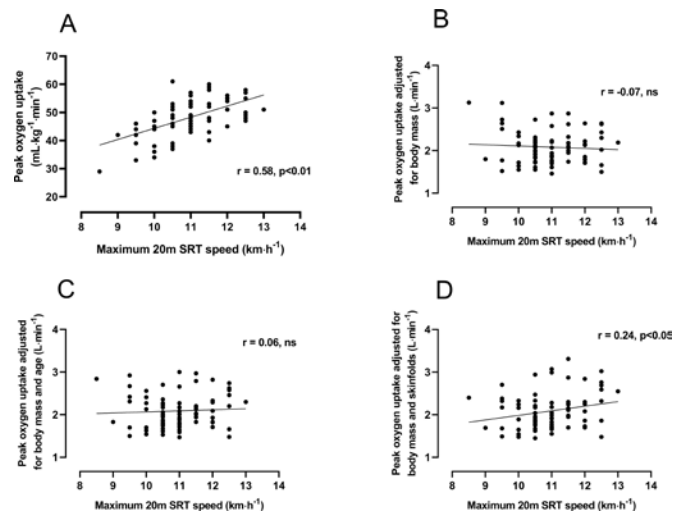 A
Peak oxygen uptake
(mL·kg⁻¹·min⁻¹)
70
60
50
40
30
20
r = 0.58, p<0.01
8 9 10 11 12 13 14
Maximum 20m SRT speed (km·h⁻¹)
B
Peak oxygen uptake adjusted
for body mass (L·min⁻¹)
4
3
2
1
r = -0.07, ns
8 9 10 11 12 13 14
Maximum 20m SRT speed (km·h⁻¹)
C
Peak oxygen uptake adjusted
for body mass and age (L·min⁻¹)
4
3
2
1
r = 0.06, ns
8 9 10 11 12 13 14
Maximum 20m SRT speed (km·h⁻¹)
D
Peak oxygen uptake adjusted for
body mass and skinfolds (L·min⁻¹)
4
3
2
1
r = 0.24, p<0.05
8 9 10 11 12 13 14
Maximum 20m SRT speed (km·h⁻¹)